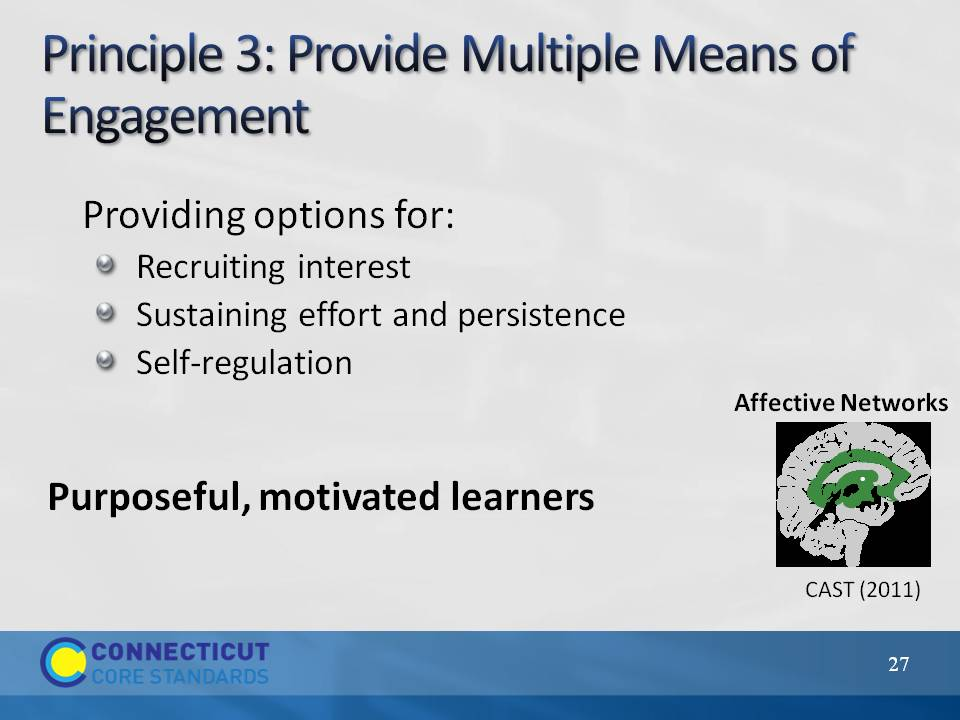 Principle 3: Provide Multiple Means of
Engagement
Providing options for:
Recruiting interest
Sustaining effort and persistence
Self-regulation
Affective Networks
Purposeful, motivated learners
CAST (2011)
CONNECTICUT
CORE STANDARDS
27